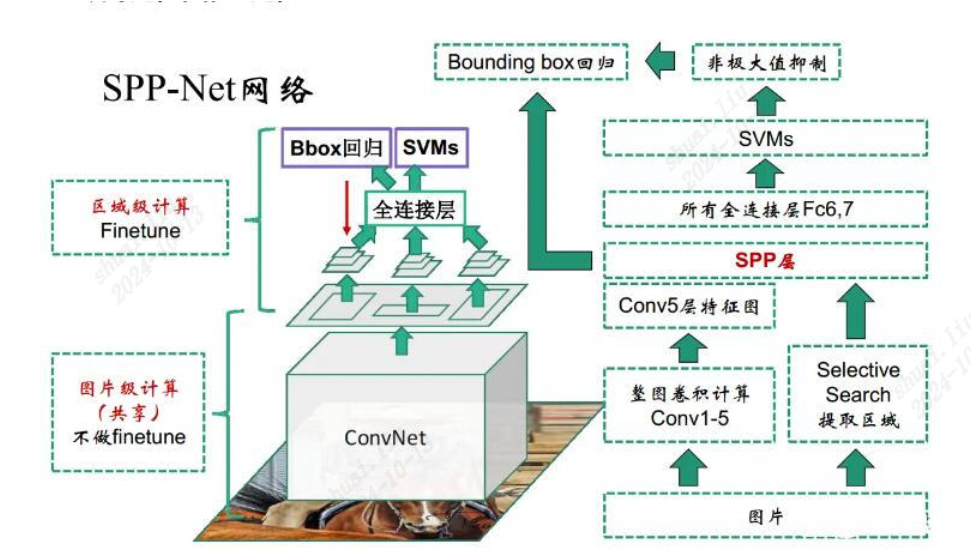 SPP-Net网络
Bbox回归
SVMs
全连接层
区域级计算
Finetune
图片级计算
(共享)
不做finetune
ConvNet
Bounding box回归
非极大值抑制
SVMs
所有全连接层Fc6,7
SPP层
Conv5层特征图
整图卷积计算
Conv1-5
Selective
Search
提取区域
图片